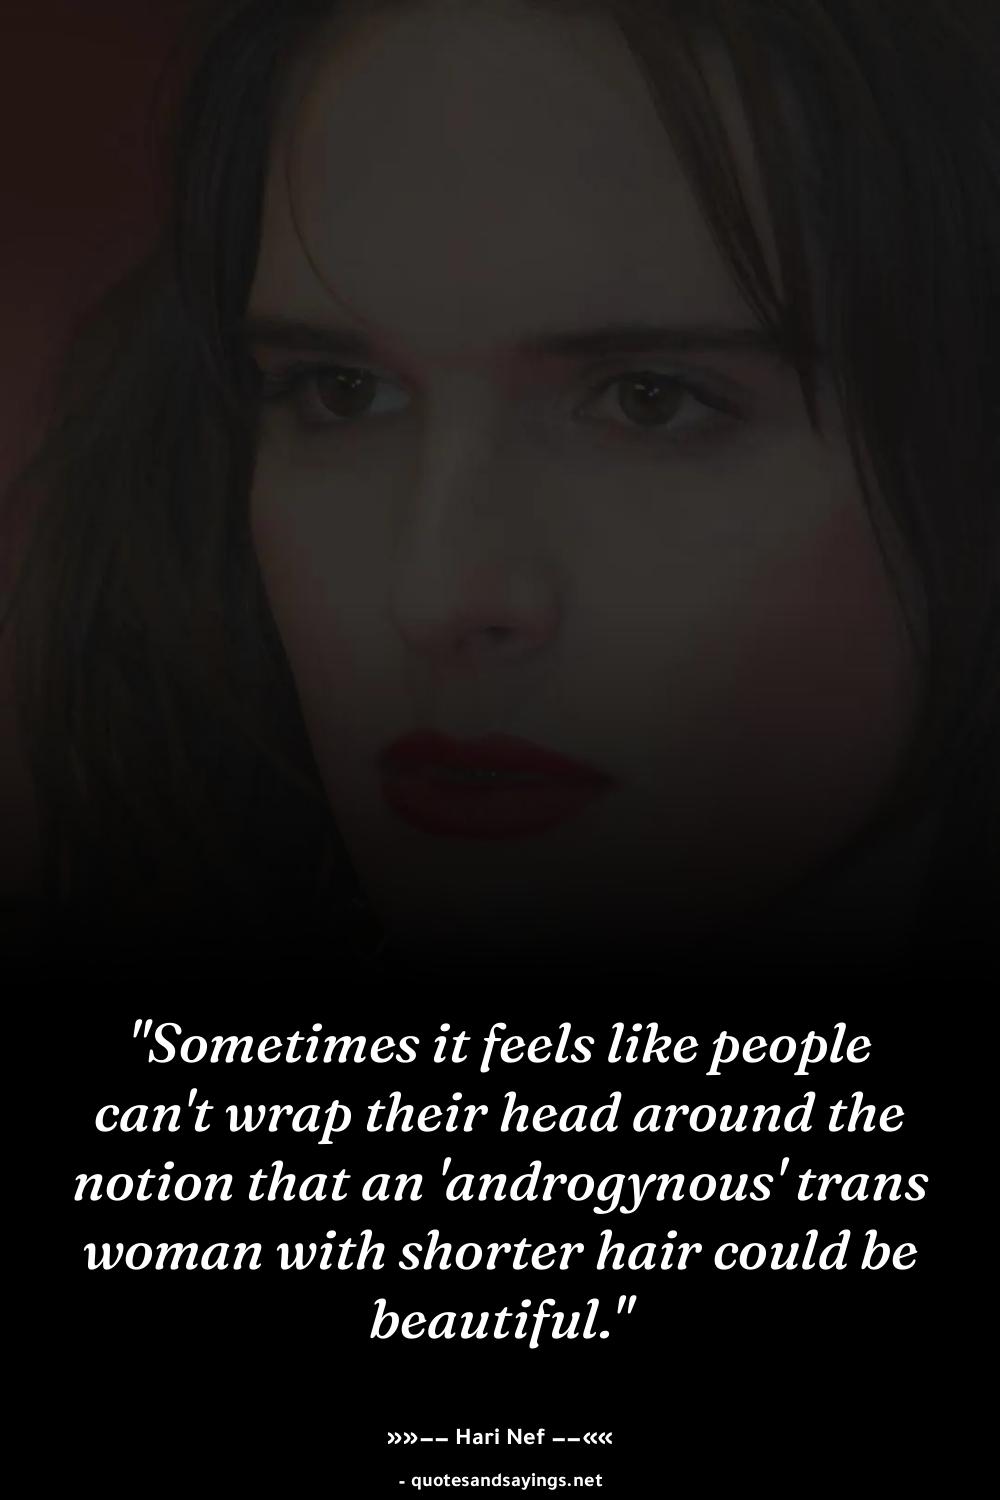 "Sometimes it feels like people
can't wrap their head around the
notion that an 'androgynous' trans
woman with shorter hair could be
beautiful."
»»−− Hari Nef −−««
- quotesandsayings.net